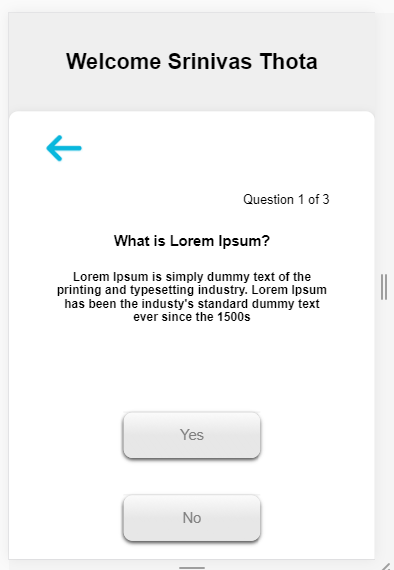 Welcome Srinivas Thota
Question 1 of 3
What is Lorem Ipsum?
Lorem Ipsum is simply dummy text of the
printing and typesetting industry. Lorem Ipsum
has been the industy's standard dummy text
ever since the 1500s
Yes
No